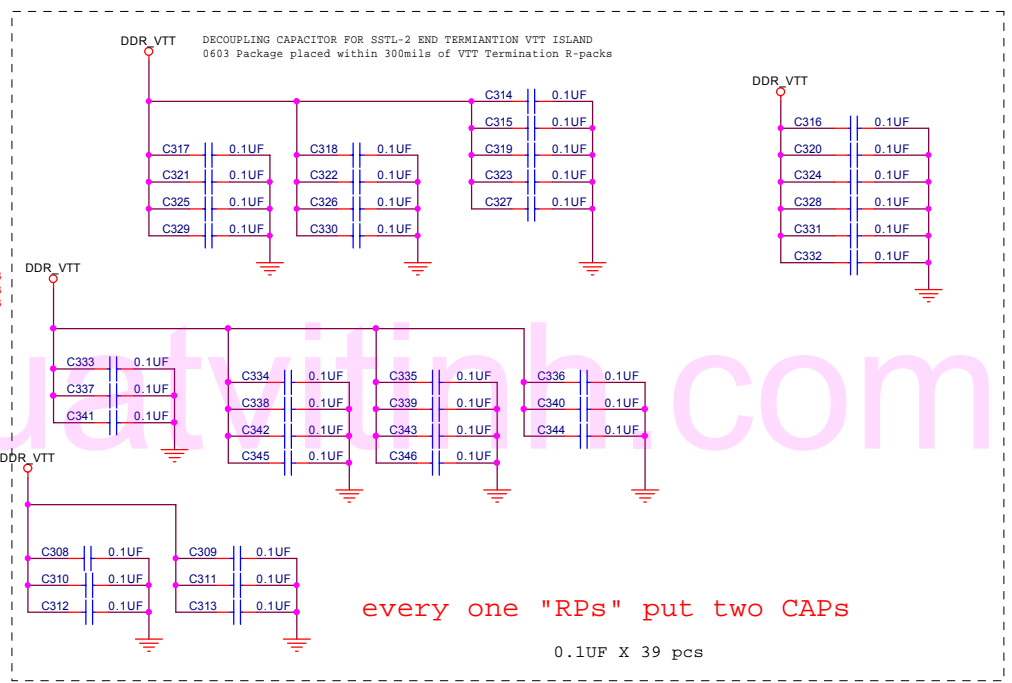 DDR_VTT
DECOUPLING CAPACITOR FOR SSTL-2 END TERMIANTION VTT ISLAND
0603 Package placed within 300mils of VTT Termination R-packs
C314 0.1UF
C315 0.1UF
C319 0.1UF
C323 0.1UF
C327 0.1UF
C317 0.1UF
C321 0.1UF
C325 0.1UF
C329 0.1UF
C318 0.1UF
C322 0.1UF
C326 0.1UF
C330 0.1UF
DDR_VTT
C316 0.1UF
C320 0.1UF
C324 0.1UF
C328 0.1UF
C331 0.1UF
C332 0.1UF
DDR_VTT
C333 0.1UF
C337 0.1UF
C341 0.1UF
C334 0.1UF
C338 0.1UF
C342 0.1UF
C345 0.1UF
C335 0.1UF
C339 0.1UF
C343 0.1UF
C346 0.1UF
C336 0.1UF
C340 0.1UF
C344 0.1UF
uatvitinh.com
DDR_VTT
C308 0.1UF
C310 0.1UF
C312 0.1UF
C309 0.1UF
C311 0.1UF
C313 0.1UF
every one "RPs" put two CAPs
0.1UF X 39 pcs